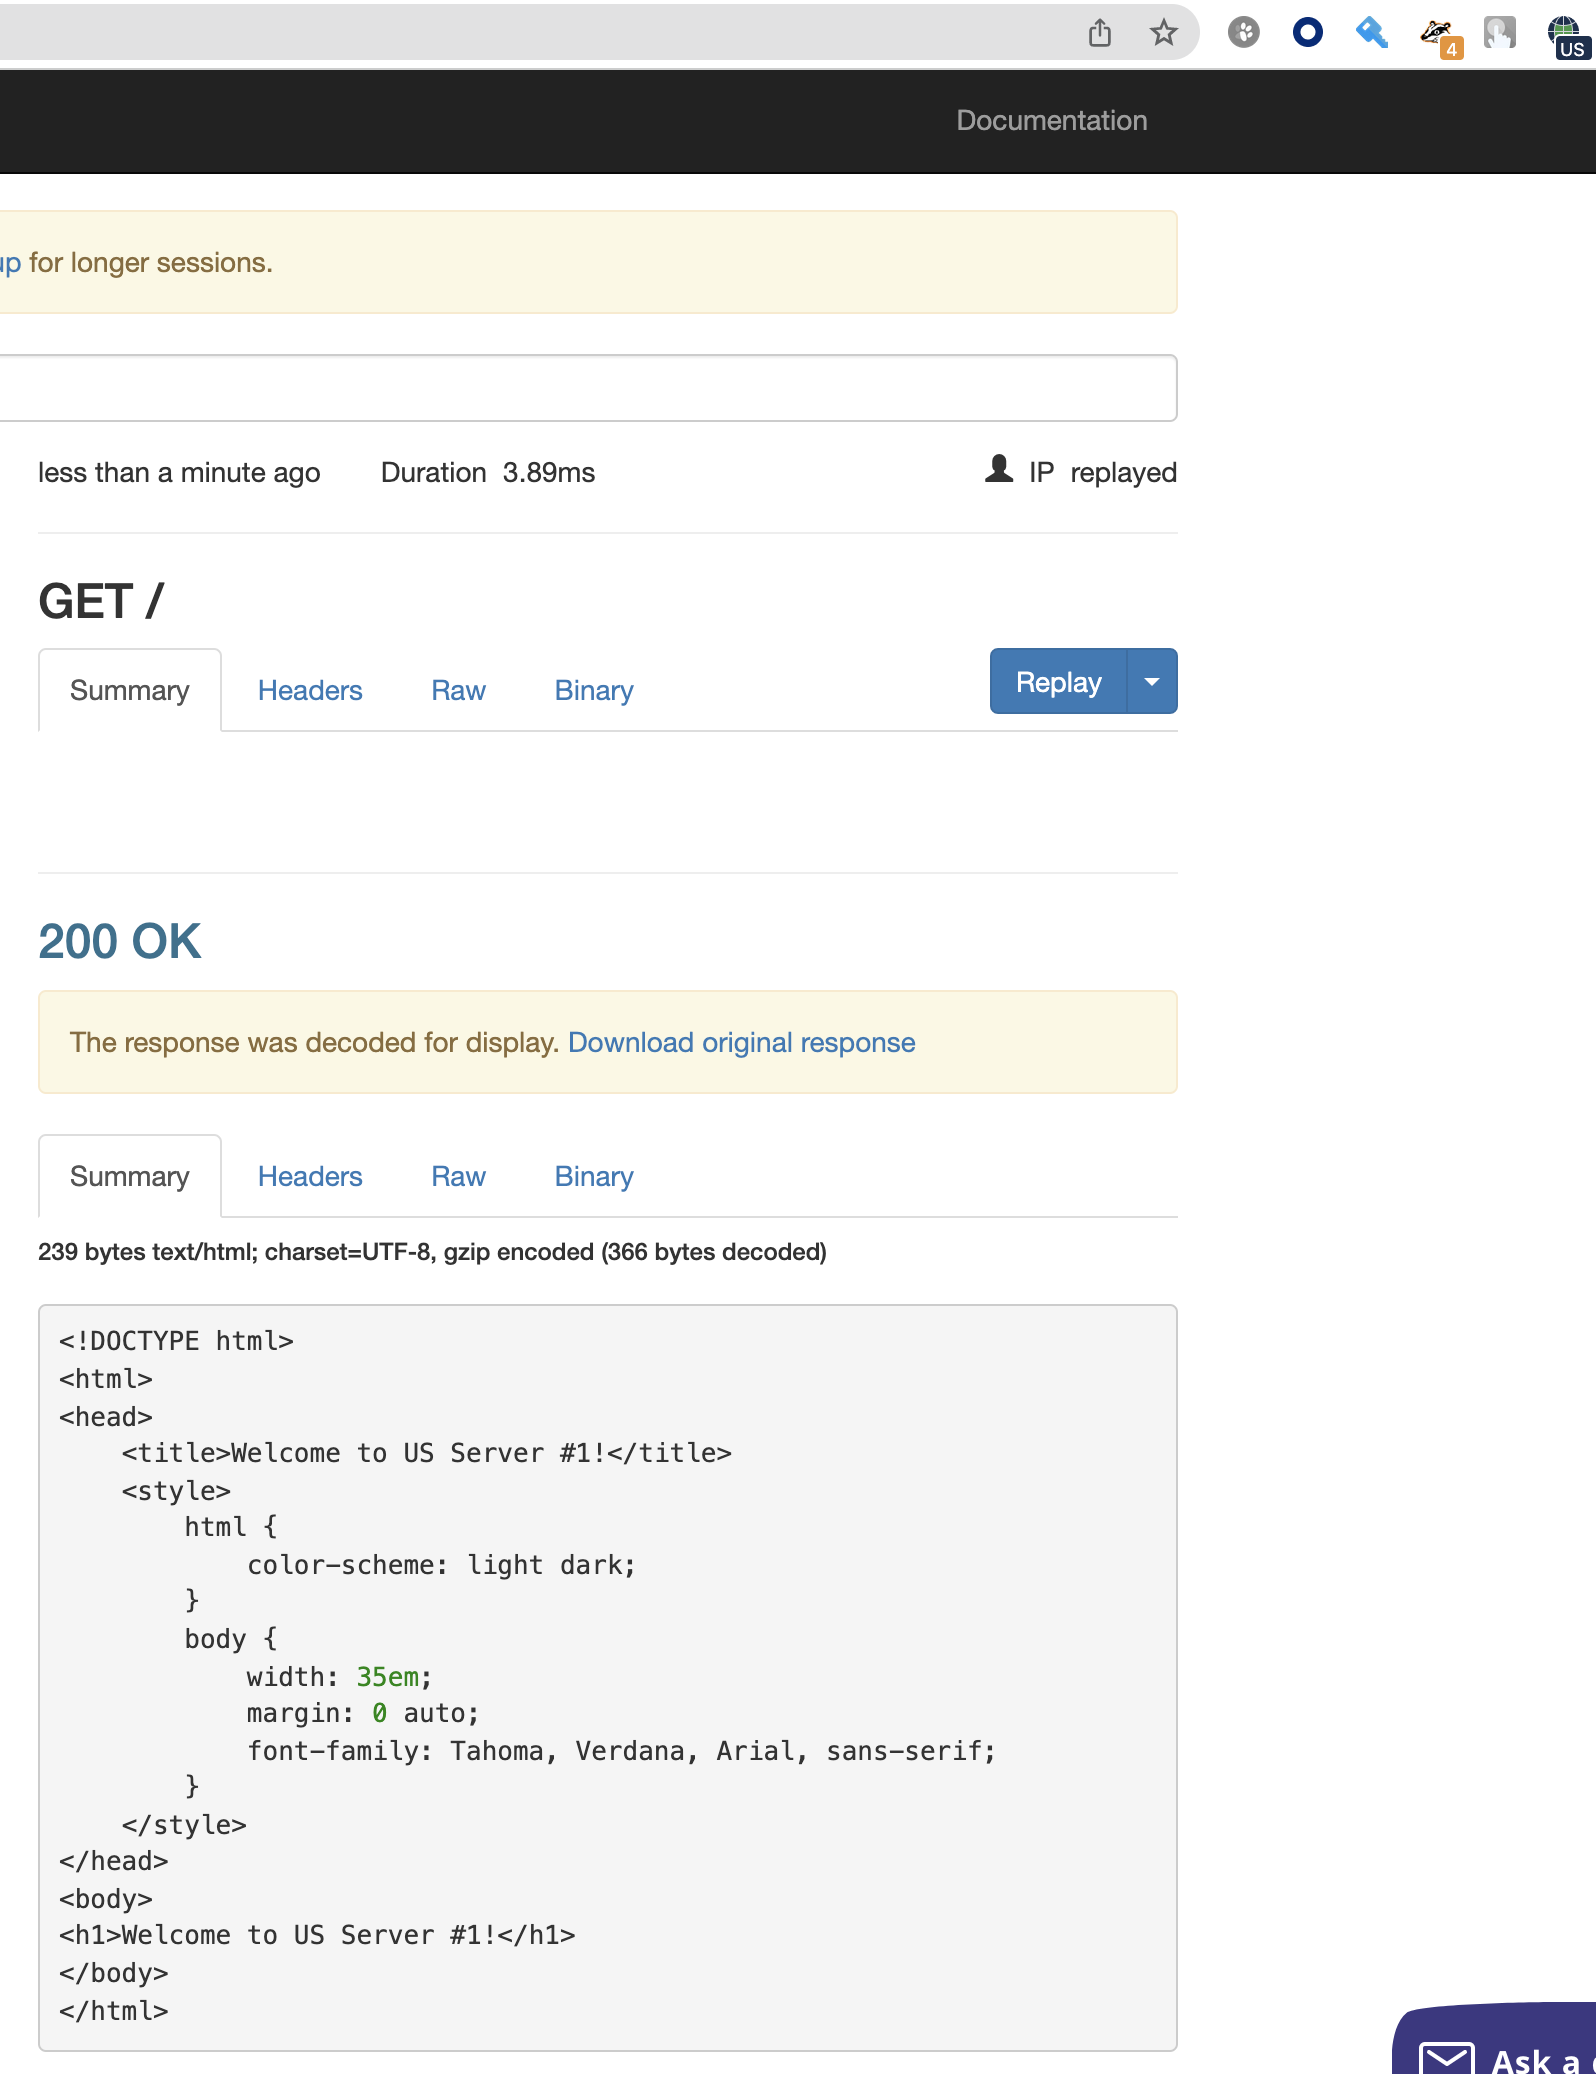 4
US
Documentation
up for longer sessions.
less than a minute ago Duration 3.89ms IP replayed
GET /
Summary Headers Raw Binary Replay
200 OK
The response was decoded for display. Download original response
Summary Headers Raw Binary
239 bytes text/html; charset=UTF-8, gzip encoded (366 bytes decoded)
<!DOCTYPE html>
<html>
<head>
    <title>Welcome to US Server #1!</title>
    <style>
        html {
            color-scheme: light dark;
        }
        body {
            width: 35em;
            margin: 0 auto;
            font-family: Tahoma, Verdana, Arial, sans-serif;
        }
    </style>
</head>
<body>
<h1>Welcome to US Server #1!</h1>
</body>
</html>
Ask a